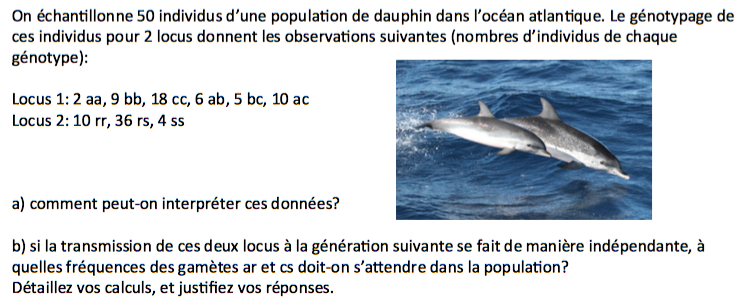 On échantillonne 50 individus d'une population de dauphin dans l'océan atlantique. Le génotypage de
ces individus pour 2 locus donnent les observations suivantes (nombres d'individus de chaque
génotype):
Locus 1: 2 aa, 9 bb, 18 cc, 6 ab, 5 bc, 10 ac
Locus 2: 10 rr, 36 rs, 4 ss
a) comment peut-on interpréter ces données?
b) si la transmission de ces deux locus à la génération suivante se fait de manière indépendante, à
quelles fréquences des gamètes ar et cs doit-on s'attendre dans la population?
Détaillez vos calculs, et justifiez vos réponses.